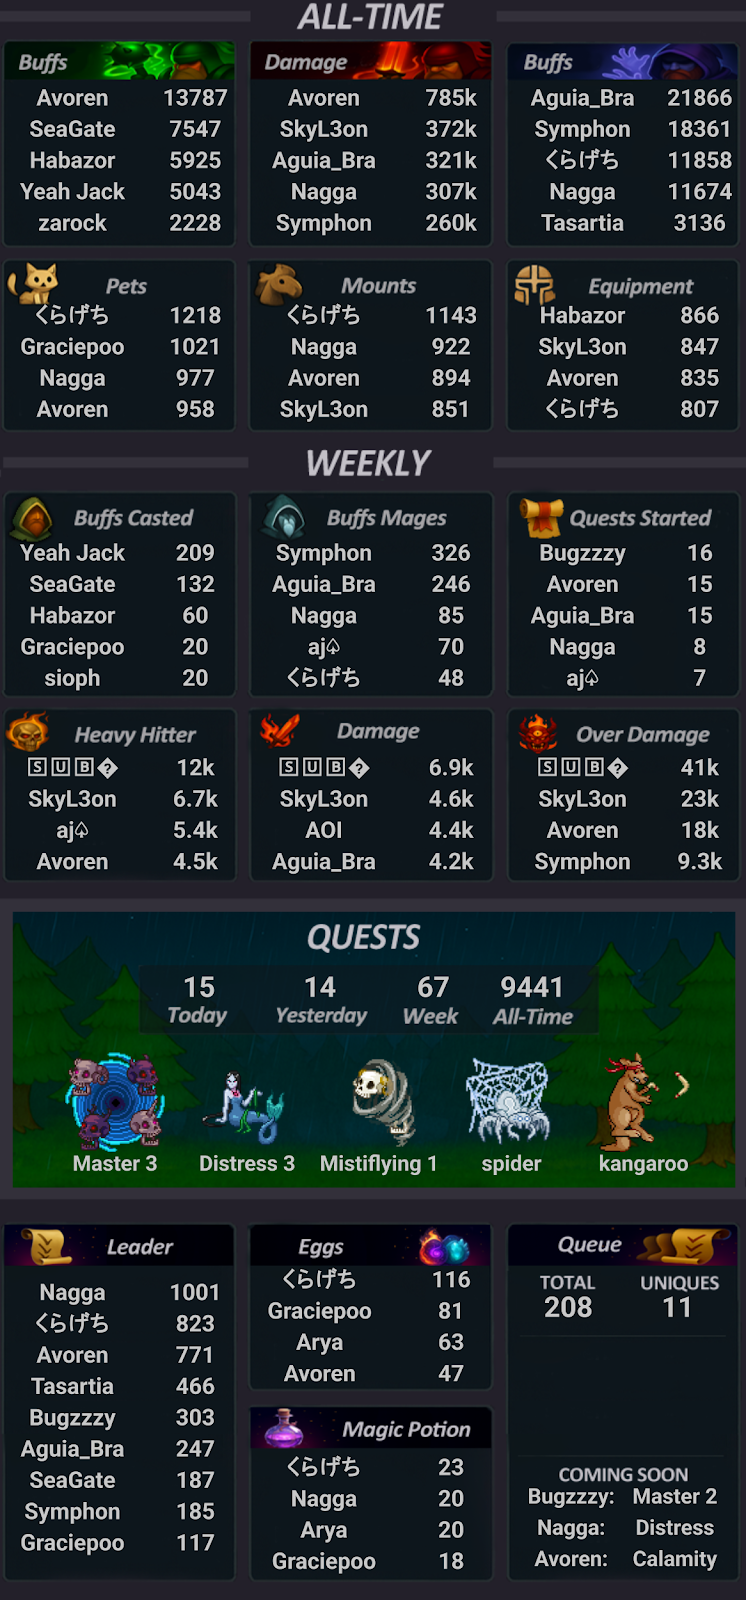 ALL-TIME
Buffs
Avoren 13787
SeaGate 7547
Habazor 5925
Yeah Jack 5043
zarock 2228
Damage
Avoren 785k
SkyL3on 372k
Aguia_Bra 321k
Nagga 307k
Symphon 260k
Buffs
Aguia_Bra 21866
Symphon 18361
くらげち 11858
Nagga 11674
Tasartia 3136
Pets
くらげち 1218
Graciepoo 1021
Nagga 977
Avoren 958
Mounts
くらげち 1143
Nagga 922
Avoren 894
SkyL3on 851
Equipment
Habazor 866
SkyL3on 847
Avoren 835
くらげち 807
WEEKLY
Buffs Casted
Yeah Jack 209
SeaGate 132
Habazor 60
Graciepoo 20
sioph 20
Buffs Mages
Symphon 326
Aguia_Bra 246
Nagga 85
aj♤ 70
くらげち 48
Quests Started
Bugzzzy 16
Avoren 15
Aguia_Bra 15
Nagga 8
aj♤ 7
Heavy Hitter
🅂🅄🄱� 12k
SkyL3on 6.7k
aj♤ 5.4k
Avoren 4.5k
Damage
🅂🅄🄱� 6.9k
SkyL3on 4.6k
AOI 4.4k
Aguia_Bra 4.2k
Over Damage
🅂🅄🄱� 41k
SkyL3on 23k
Avoren 18k
Symphon 9.3k
QUESTS
15 14 67 9441
Today Yesterday Week All-Time
Master 3 Distress 3 Mistiflying 1 spider kangaroo
Leader
Nagga 1001
くらげち 823
Avoren 771
Tasartia 466
Bugzzzy 303
Aguia_Bra 247
SeaGate 187
Symphon 185
Graciepoo 117
Eggs
くらげち 116
Graciepoo 81
Arya 63
Avoren 47
Magic Potion
くらげち 23
Nagga 20
Arya 20
Graciepoo 18
Queue
TOTAL UNIQUES
208 11
COMING SOON
Bugzzzy: Master 2
Nagga: Distress
Avoren: Calamity